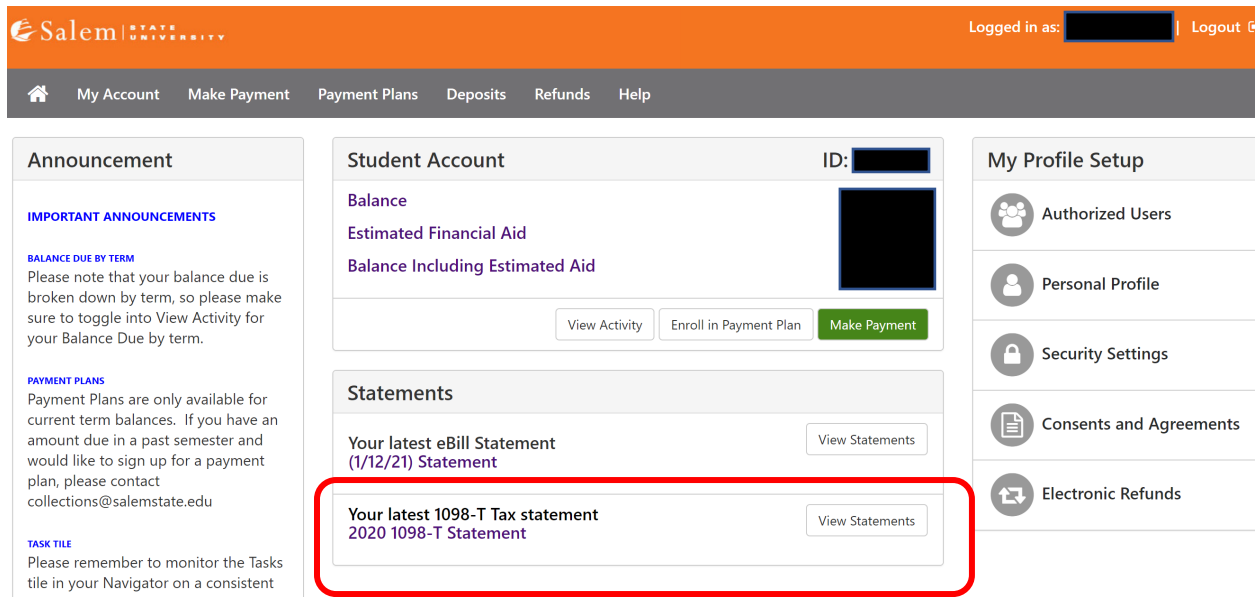 Salem STATE UNIVERSITY
Logged in as: | Logout
My Account Make Payment Payment Plans Deposits Refunds Help
Announcement
IMPORTANT ANNOUNCEMENTS
BALANCE DUE BY TERM
Please note that your balance due is
broken down by term, so please make
sure to toggle into View Activity for
your Balance Due by term.
PAYMENT PLANS
Payment Plans are only available for
current term balances. If you have an
amount due in a past semester and
would like to sign up for a payment
plan, please contact
collections@salemstate.edu
TASK TILE
Please remember to monitor the Tasks
tile in your Navigator on a consistent
Student Account ID:
Balance
Estimated Financial Aid
Balance Including Estimated Aid
View Activity Enroll in Payment Plan Make Payment
Statements
Your latest eBill Statement
(1/12/21) Statement
View Statements
Your latest 1098-T Tax statement
2020 1098-T Statement
View Statements
My Profile Setup
Authorized Users
Personal Profile
Security Settings
Consents and Agreements
Electronic Refunds